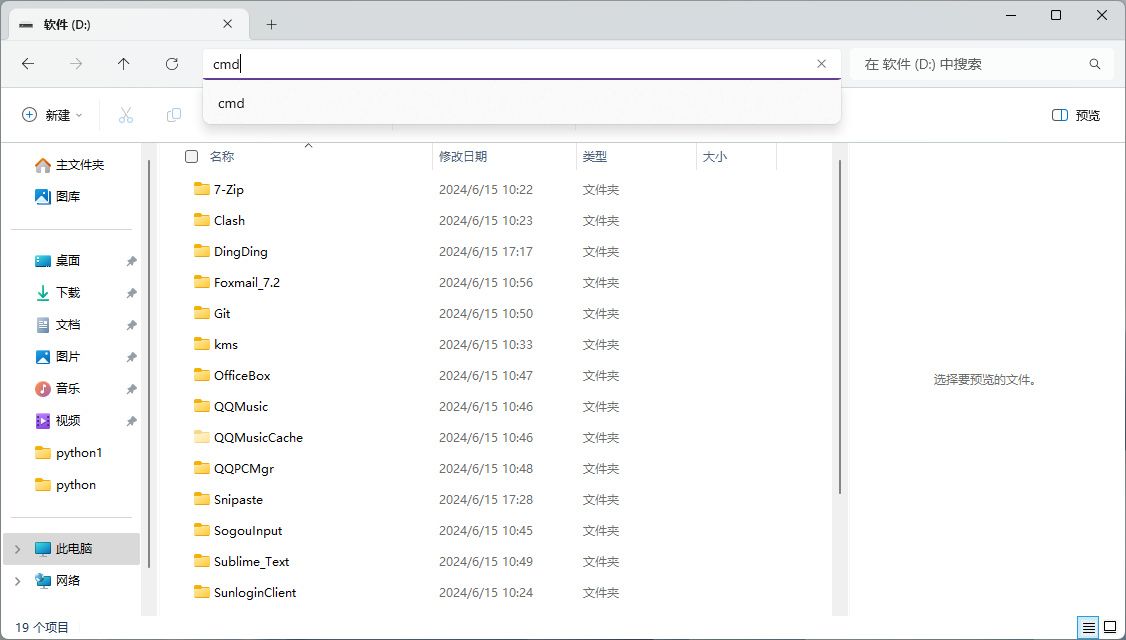 软件 (D:)
cmd
在 软件 (D:) 中搜索
cmd
新建
预览
主文件夹
图库
桌面
下载
文档
图片
音乐
视频
python1
python
此电脑
网络
名称 修改日期 类型 大小
7-Zip 2024/6/15 10:22 文件夹
Clash 2024/6/15 10:23 文件夹
DingDing 2024/6/15 17:17 文件夹
Foxmail_7.2 2024/6/15 10:56 文件夹
Git 2024/6/15 10:50 文件夹
kms 2024/6/15 10:33 文件夹
OfficeBox 2024/6/15 10:47 文件夹
QQMusic 2024/6/15 10:46 文件夹
QQMusicCache 2024/6/15 10:46 文件夹
QQPCMgr 2024/6/15 10:48 文件夹
Snipaste 2024/6/15 17:28 文件夹
SogouInput 2024/6/15 10:45 文件夹
Sublime_Text 2024/6/15 10:49 文件夹
SunloginClient 2024/6/15 10:24 文件夹
选择要预览的文件。
19 个项目